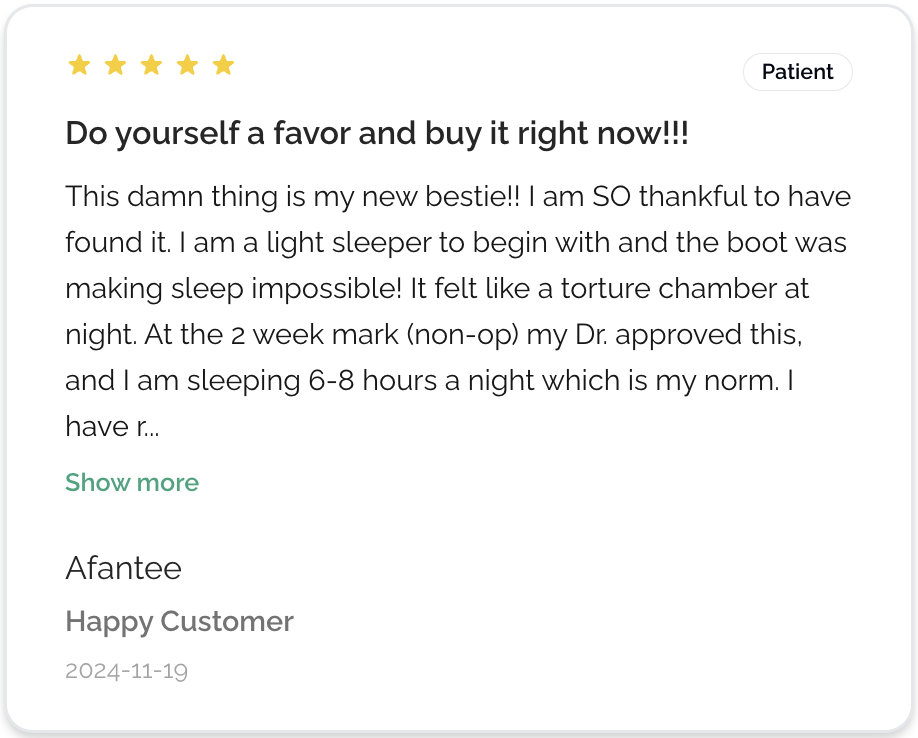 Patient
Do yourself a favor and buy it right now!!!
This damn thing is my new bestie!! I am SO thankful to have
found it. I am a light sleeper to begin with and the boot was
making sleep impossible! It felt like a torture chamber at
night. At the 2 week mark (non-op) my Dr. approved this,
and I am sleeping 6-8 hours a night which is my norm. I
have r...
Show more
Afantee
Happy Customer
2024-11-19